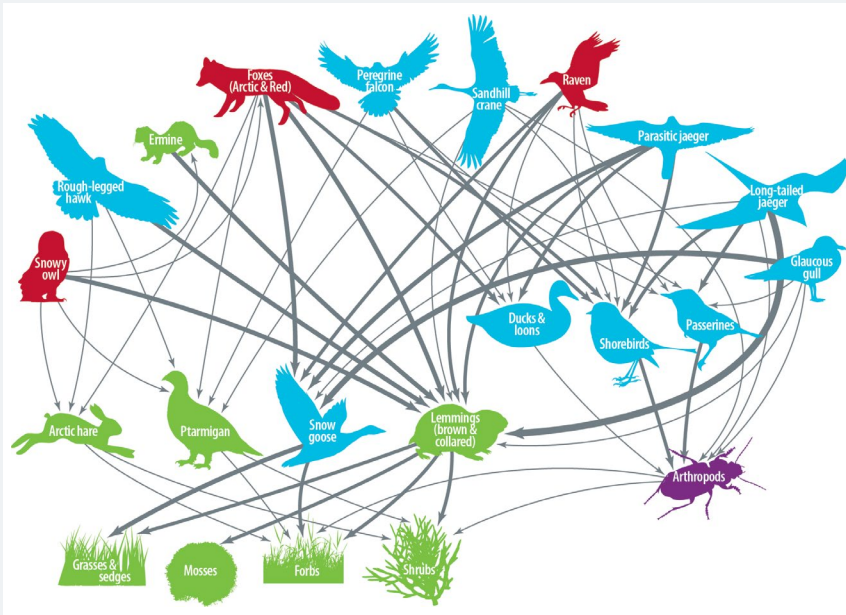 Foxes
(Arctic & Red)
Peregrine
falcon
Sandhill
crane
Raven
Ermine
Parasitic jaeger
Rough-legged
hawk
Long-tailed
jaeger
Snowy
owl
Glaucous
gull
Ducks &
loons
Shorebirds
Passerines
Arctic hare
Ptarmigan
Snow
goose
Lemmings
(brown &
collared)
Arthropods
Grasses &
sedges
Mosses
Forbs
Shrubs